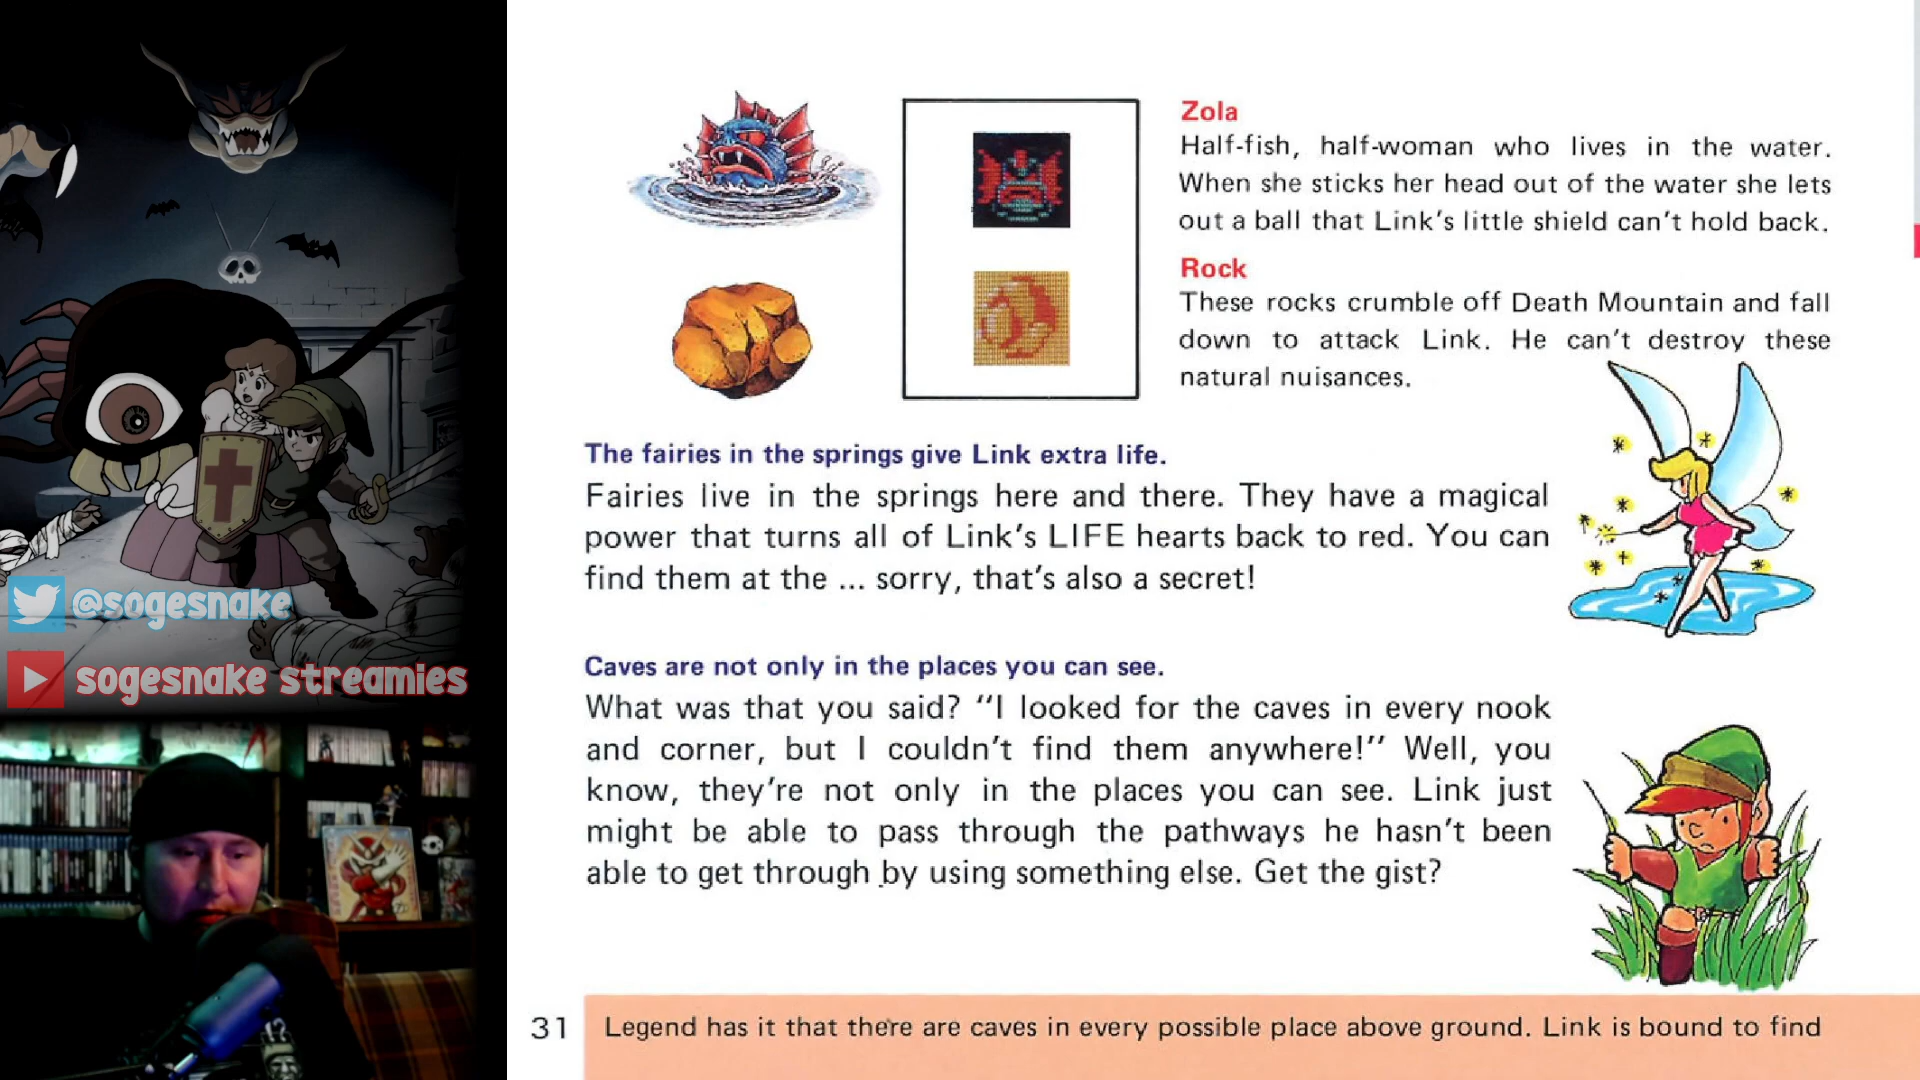 Zola
Half-fish, half-woman who lives in the water.
When she sticks her head out of the water she lets
out a ball that Link's little shield can't hold back.
Rock
These rocks crumble off Death Mountain and fall
down to attack Link. He can't destroy these
natural nuisances.
The fairies in the springs give Link extra life.
Fairies live in the springs here and there. They have a magical
power that turns all of Link's LIFE hearts back to red. You can
find them at the ... sorry, that's also a secret!
Caves are not only in the places you can see.
What was that you said? "I looked for the caves in every nook
and corner, but I couldn't find them anywhere!" Well, you
know, they're not only in the places you can see. Link just
might be able to pass through the pathways he hasn't been
able to get through by using something else. Get the gist?
31
Legend has it that there are caves in every possible place above ground. Link is bound to find
@sogesnake
sogesnake streamies